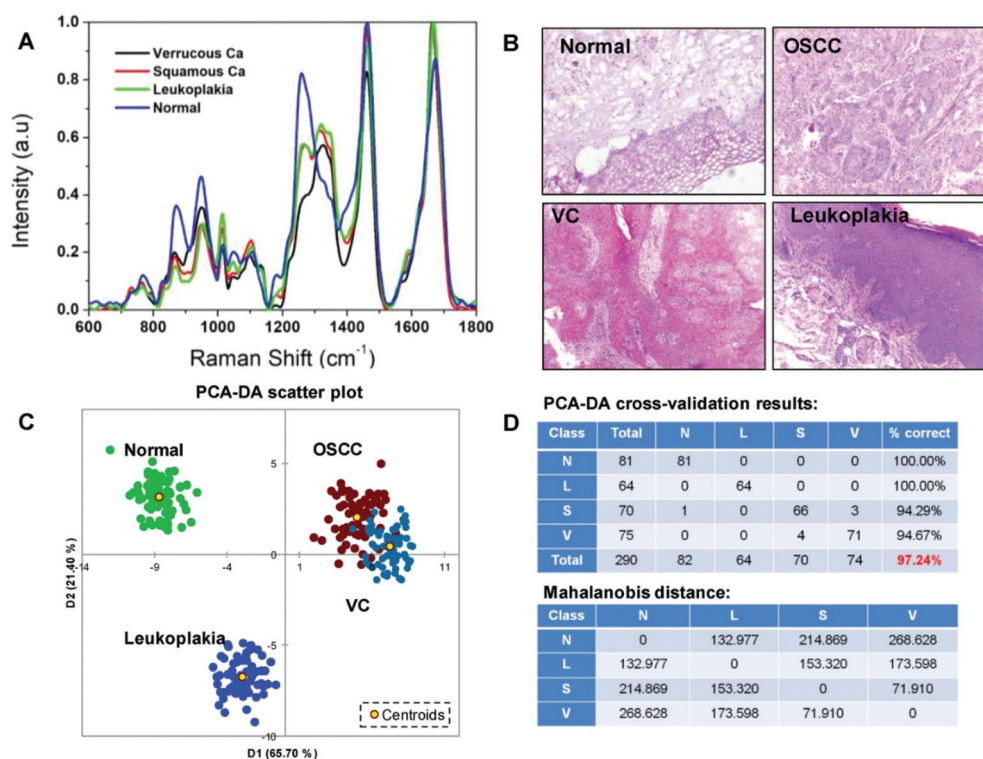 A
Verrucous Ca
Squamous Ca
Leukoplakia
Normal
Intensity (a.u)
1.0
0.8
0.6
0.4
0.2
0.0
600 800 1000 1200 1400 1600 1800
Raman Shift (cm⁻¹)
B
Normal
OSCC
VC
Leukoplakia
PCA-DA scatter plot
C
Normal
OSCC
VC
Leukoplakia
5
0
-5
-10
-14 -9 -4 1 6 11
D2 (21.40 %)
D1 (65.70 %)
Centroids
PCA-DA cross-validation results:
D
Class Total N L S V % correct
N 81 81 0 0 0 100.00%
L 64 0 64 0 0 100.00%
S 70 1 0 66 3 94.29%
V 75 0 0 4 71 94.67%
Total 290 82 64 70 74 97.24%
Mahalanobis distance:
Class N L S V
N 0 132.977 214.869 268.628
L 132.977 0 153.320 173.598
S 214.869 153.320 0 71.910
V 268.628 173.598 71.910 0